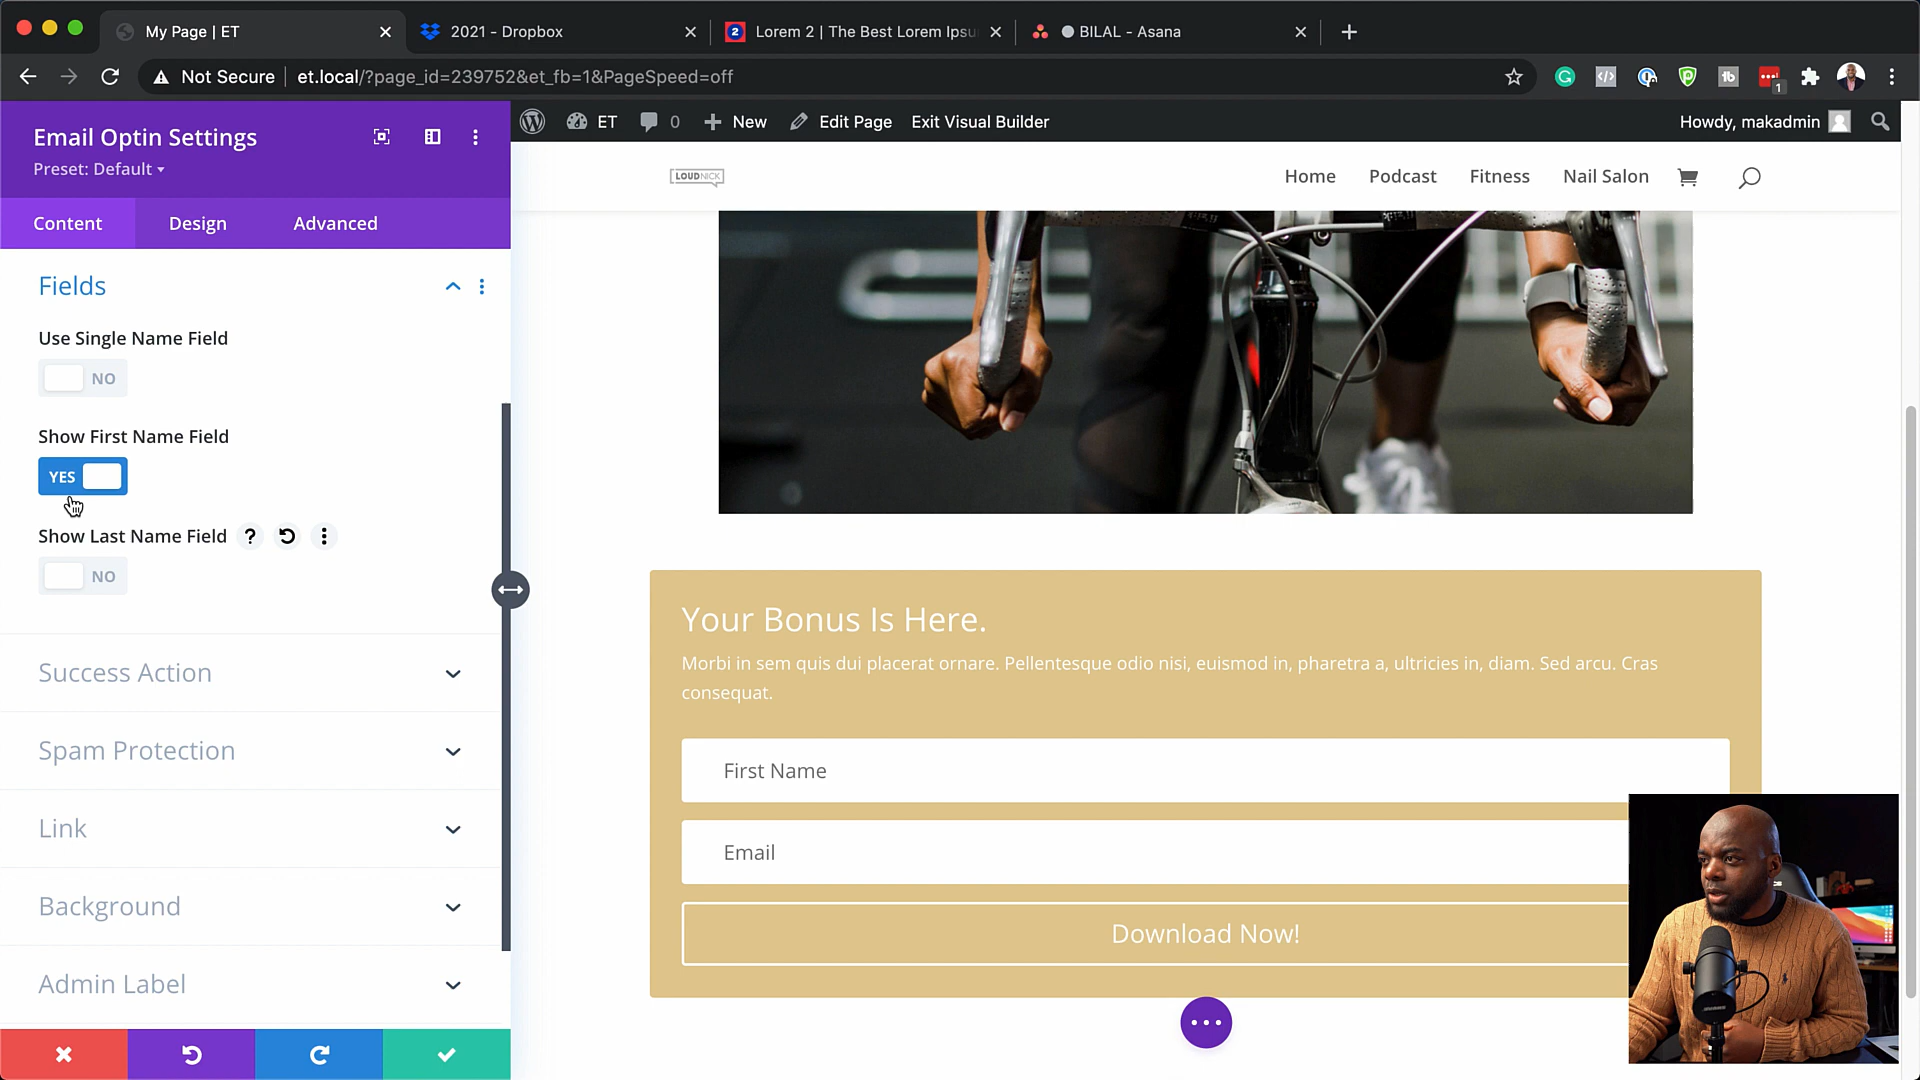 My Page | ET
2021 - Dropbox
Lorem 2 | The Best Lorem Ipsu
BILAL - Asana
Not Secure
et.local/?page_id=239752&et_fb=1&PageSpeed=off
1
Email Optin Settings
Preset: Default
Content
Design
Advanced
ET
0
New
Edit Page
Exit Visual Builder
Howdy, makadmin
LOUDNICK
Home
Podcast
Fitness
Nail Salon
Fields
Use Single Name Field
NO
Show First Name Field
YES
Show Last Name Field
?
NO
Success Action
Spam Protection
Link
Background
Admin Label
Your Bonus Is Here.
Morbi in sem quis dui placerat ornare. Pellentesque odio nisi, euismod in, pharetra a, ultricies in, diam. Sed arcu. Cras
consequat.
First Name
Email
Download Now!